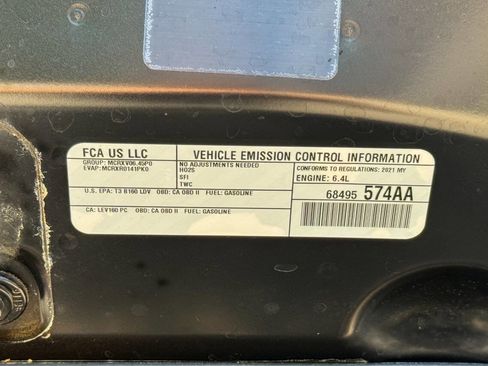 FCA US LLC
VEHICLE EMISSION CONTROL INFORMATION
GROUP: MCRXV06.45P0
EVAP: MCRXR0141PK0
NO ADJUSTMENTS NEEDED
HO2S
SFI
TWC
CONFORMS TO REGULATIONS: 2021 MY
ENGINE: 6.4L
U.S. EPA: T3 B160 LDV OBD: CA OBD II FUEL: GASOLINE
68495 574AA
CA: LEV160 PC OBD: CA OBD II FUEL: GASOLINE